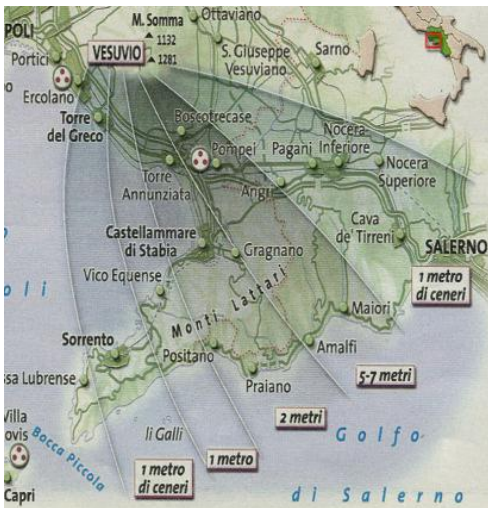 M. Somma
1132
1281
Ottaviano
POLI
Portici
VESUVIO
S. Giuseppe
Vesuviano
Sarno
Ercolano
Torre
del Greco
Boscotrecase
Nocera
Inferiore
Pompei
Pagani
Nocera
Superiore
Torre
Annunziata
Angri
Castellammare
di Stabia
Gragnano
Cava
de' Tirreni
SALERNO
Vico Equense
Monti Lattari
1 metro
di ceneri
oli
Maiori
Sorrento
Positano
Amalfi
ssa Lubrense
Praiano
5-7 metri
2 metri
Villa
ovis
Bocca Piccola
li Galli
Golfo
1 metro
1 metro
di ceneri
Capri
di Salerno